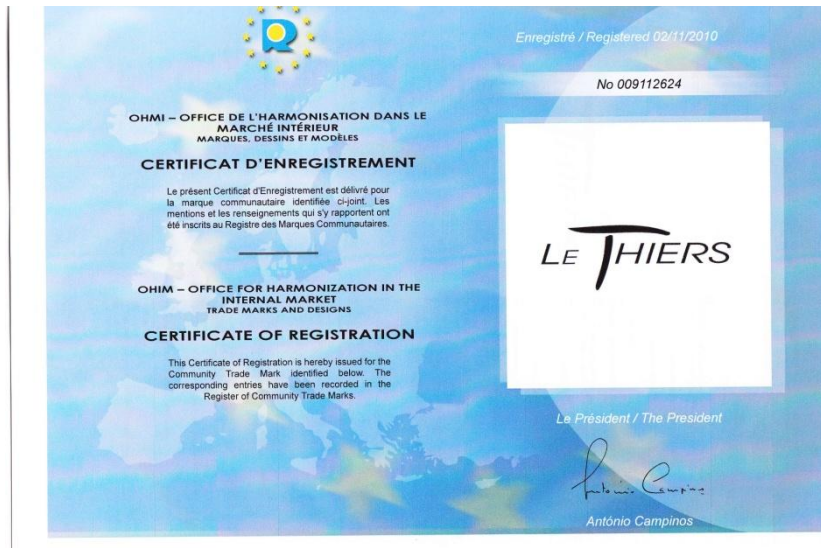 OHMI – OFFICE DE L'HARMONISATION DANS LE
MARCHÉ INTÉRIEUR
MARQUES, DESSINS ET MODÈLES
CERTIFICAT D'ENREGISTREMENT
Le présent Certificat d'Enregistrement est délivré pour
la marque communautaire identifiée ci-joint. Les
mentions et les renseignements qui s'y rapportent ont
été inscrits au Registre des Marques Communautaires.
OHIM – OFFICE FOR HARMONIZATION IN THE
INTERNAL MARKET
TRADE MARKS AND DESIGNS
CERTIFICATE OF REGISTRATION
This Certificate of Registration is hereby issued for the
Community Trade Mark identified below. The
corresponding entries have been recorded in the
Register of Community Trade Marks.
Enregistré / Registered 02/11/2010
No 009112624
LE THIERS
Le Président / The President
António Campinos
António Campinos